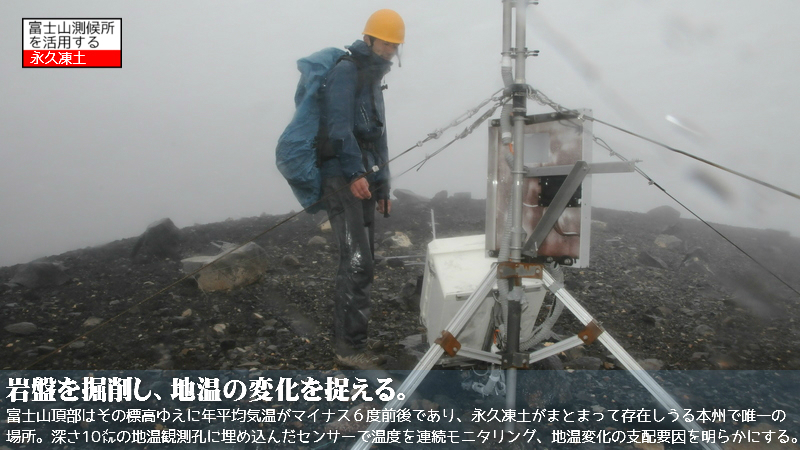 富士山測候所
を活用する
永久凍土
岩盤を掘削し、地温の変化を捉える。
富士山頂部はその標高ゆえに年平均気温がマイナス６度前後であり、永久凍土がまとまって存在しうる本州で唯一の
場所。深さ10㍍の地温観測孔に埋め込んだセンサーで温度を連続モニタリング、地温変化の支配要因を明らかにする。